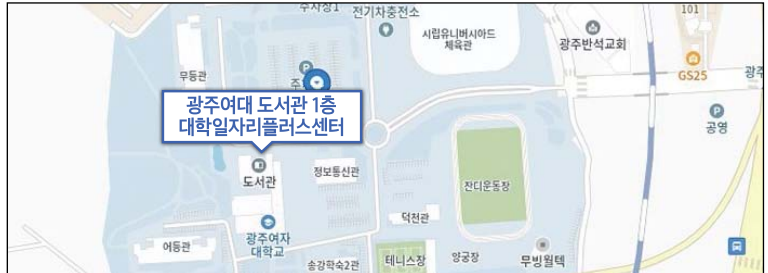 주차장1
전기차충전소
시립유니버시아드
체육관
광주반석교회
101
GS25
광주
무등관
P
주
광주여대 도서관 1층
대학일자리플러스센터
P
공영
도서관
정보통신관
잔디운동장
광주여자
대학교
덕천관
어등관
송강학숙2관
테니스장
양궁장
무빙월텍